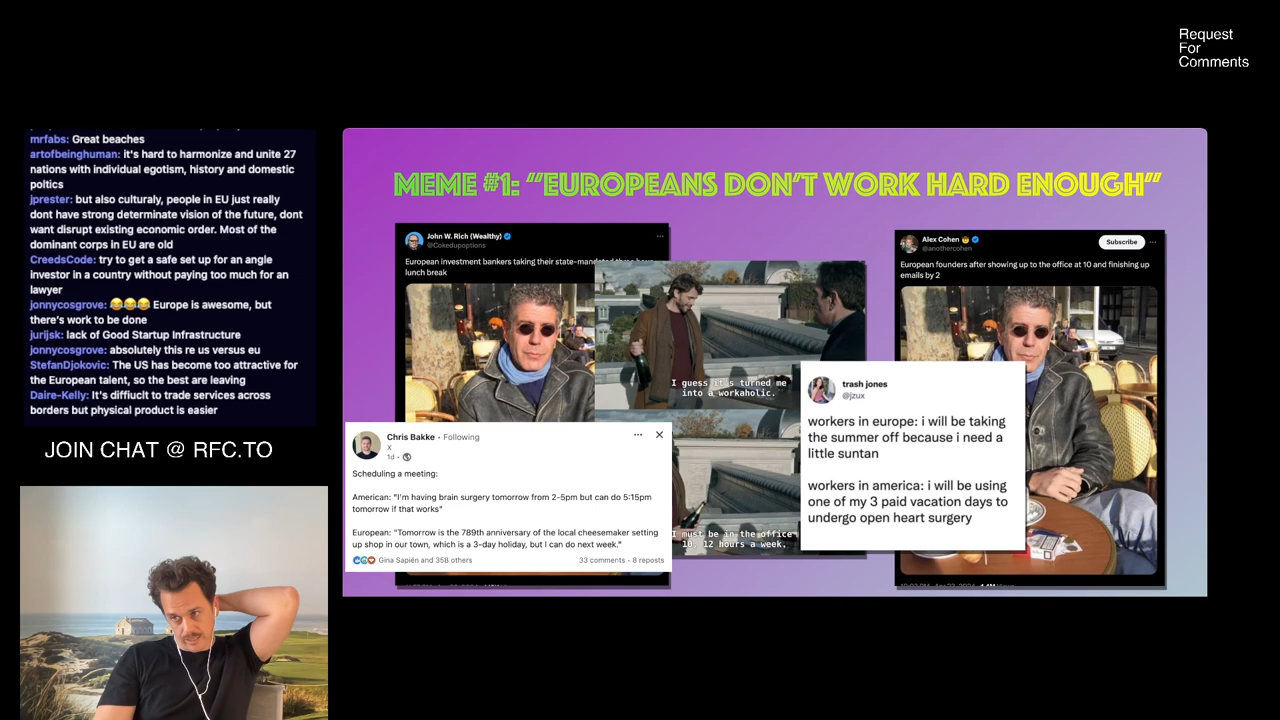 Request
For
Comments
mrfabs: Great beaches
artofbeinghuman: it's hard to harmonize and unite 27
nations with individual egotism, history and domestic
poltics
jprester: but also culturaly, people in EU just really
dont have strong determinate vision of the future, dont
want disrupt existing economic order. Most of the
dominant corps in EU are old
CreedsCode: try to get a safe set up for an angle
investor in a country without paying too much for an
lawyer
jonnycosgrove: 😂😂😂 Europe is awesome, but
there's work to be done
jurijsk: lack of Good Startup Infrastructure
jonnycosgrove: absolutely this re us versus eu
StefanDjokovic: The US has become too attractive for
the European talent, so the best are leaving
Daire-Kelly: It's diffiuclt to trade services across
borders but physical product is easier
JOIN CHAT @ RFC.TO
MEME #1: "EUROPEANS DON'T WORK HARD ENOUGH"
John W. Rich (Wealthy)
@Cokedupoptions
European investment bankers taking their state-mandated three hour
lunch break
I guess it's turned me
into a workaholic.
I must be in the office
10, 12 hours a week.
Chris Bakke • Following
X
1d •
Scheduling a meeting:
American: "I'm having brain surgery tomorrow from 2-5pm but can do 5:15pm
tomorrow if that works"
European: "Tomorrow is the 789th anniversary of the local cheesemaker setting
up shop in our town, which is a 3-day holiday, but I can do next week."
Gina Sapién and 358 others
33 comments • 8 reposts
trash jones
@jzux
workers in europe: i will be taking
the summer off because i need a
little suntan
workers in america: i will be using
one of my 3 paid vacation days to
undergo open heart surgery
Alex Cohen
@anothercohen
Subscribe
European founders after showing up to the office at 10 and finishing up
emails by 2